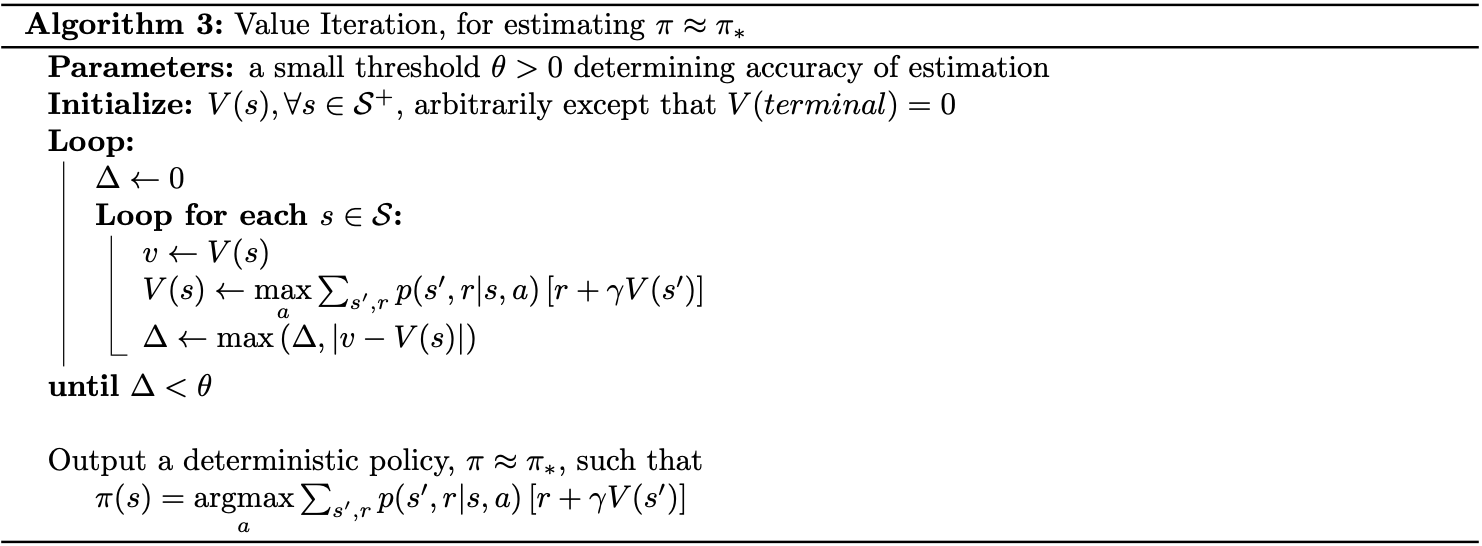 Algorithm 3: Value Iteration, for estimating π ≈ π∗
Parameters: a small threshold θ > 0 determining accuracy of estimation
Initialize: V(s), ∀s ∈ 𝒮⁺, arbitrarily except that V(terminal) = 0
Loop:
Δ ← 0
Loop for each s ∈ 𝒮:
v ← V(s)
V(s) ← max_a ∑_{s′,r} p(s′, r|s, a) [r + γV(s′)]
Δ ← max (Δ, |v − V(s)|)
until Δ < θ
Output a deterministic policy, π ≈ π∗, such that
π(s) = argmax_a ∑_{s′,r} p(s′, r|s, a) [r + γV(s′)]